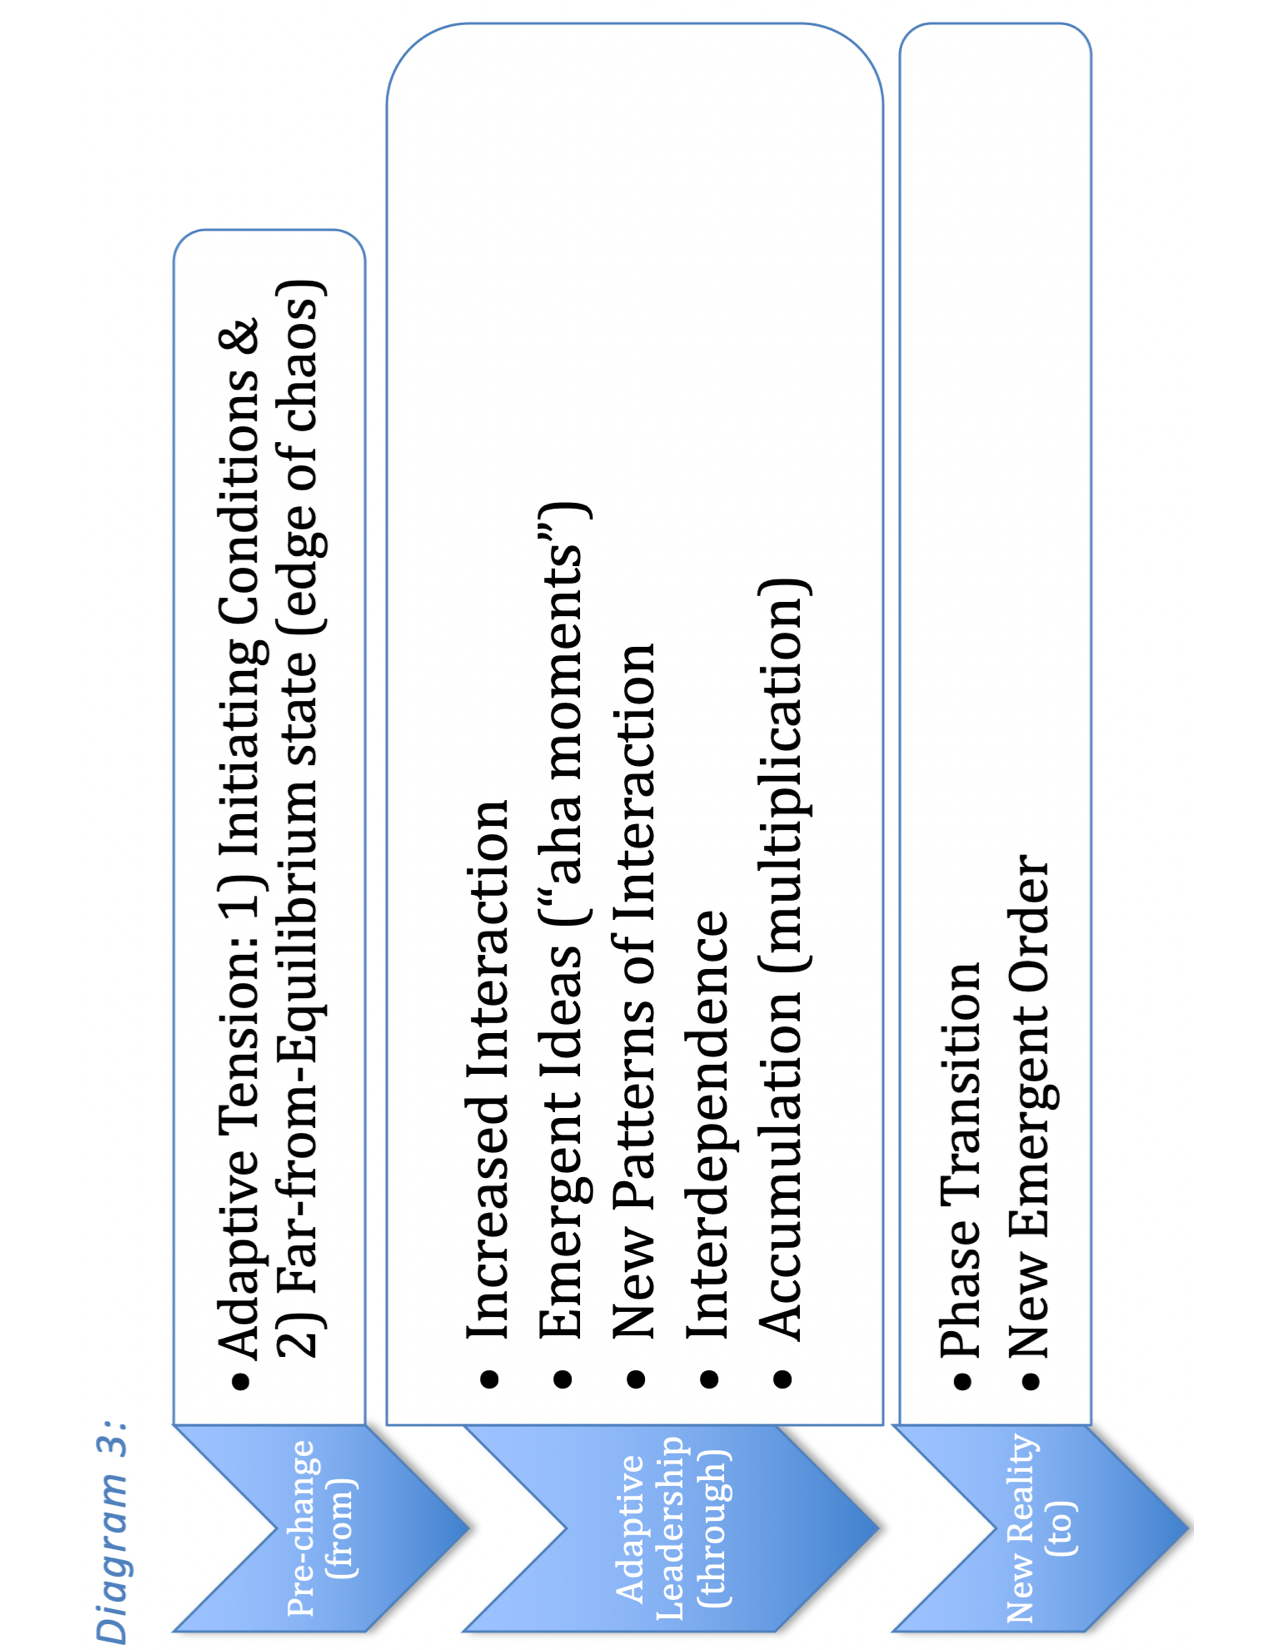 Diagram 3:
Pre-change
(from)
• Adaptive Tension: 1) Initiating Conditions &
2) Far-from-Equilibrium state (edge of chaos)
Adaptive
Leadership
(through)
• Increased Interaction
• Emergent Ideas (“aha moments”)
• New Patterns of Interaction
• Interdependence
• Accumulation (multiplication)
New Reality
(to)
• Phase Transition
• New Emergent Order